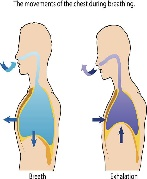 The movements of the chest during breathing.
Breath
Exhalation